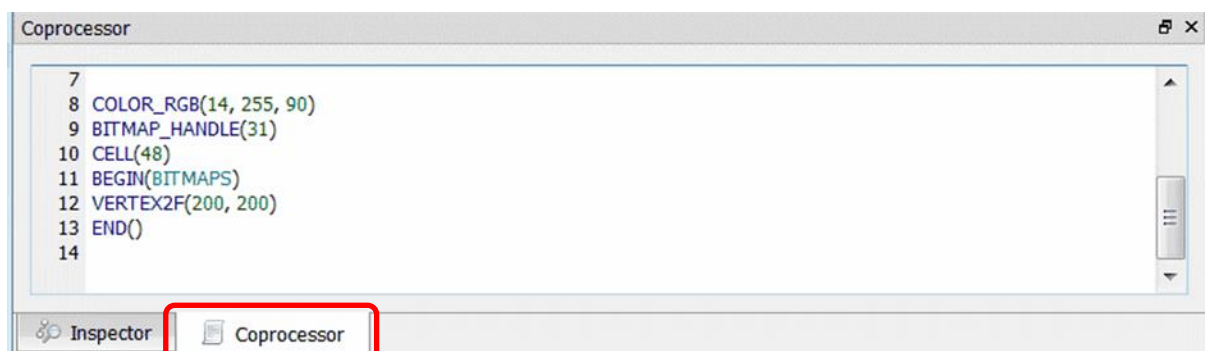 Coprocessor
7
8 COLOR_RGB(14, 255, 90)
9 BITMAP_HANDLE(31)
10 CELL(48)
11 BEGIN(BITMAPS)
12 VERTEX2F(200, 200)
13 END()
14
Inspector Coprocessor